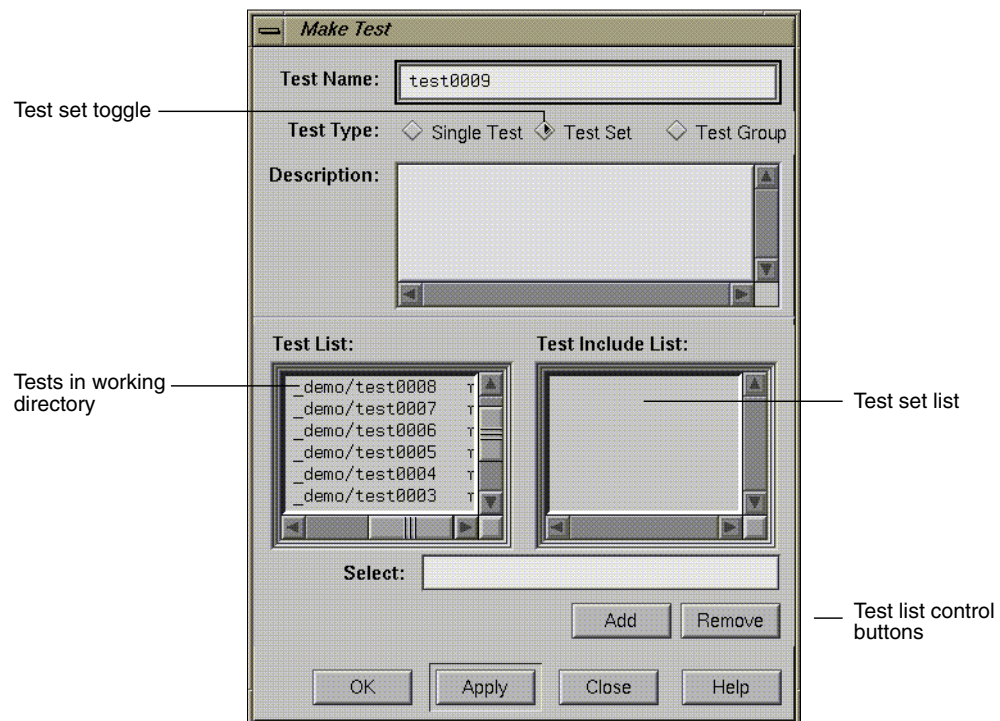 Make Test
Test Name: test0009
Test set toggle
Test Type: Single Test Test Set Test Group
Description:
Test List: Test Include List:
Tests in working
directory
_demo/test0008
_demo/test0007
_demo/test0006
_demo/test0005
_demo/test0004
_demo/test0003
Test set list
Select:
Add Remove
Test list control
buttons
OK Apply Close Help